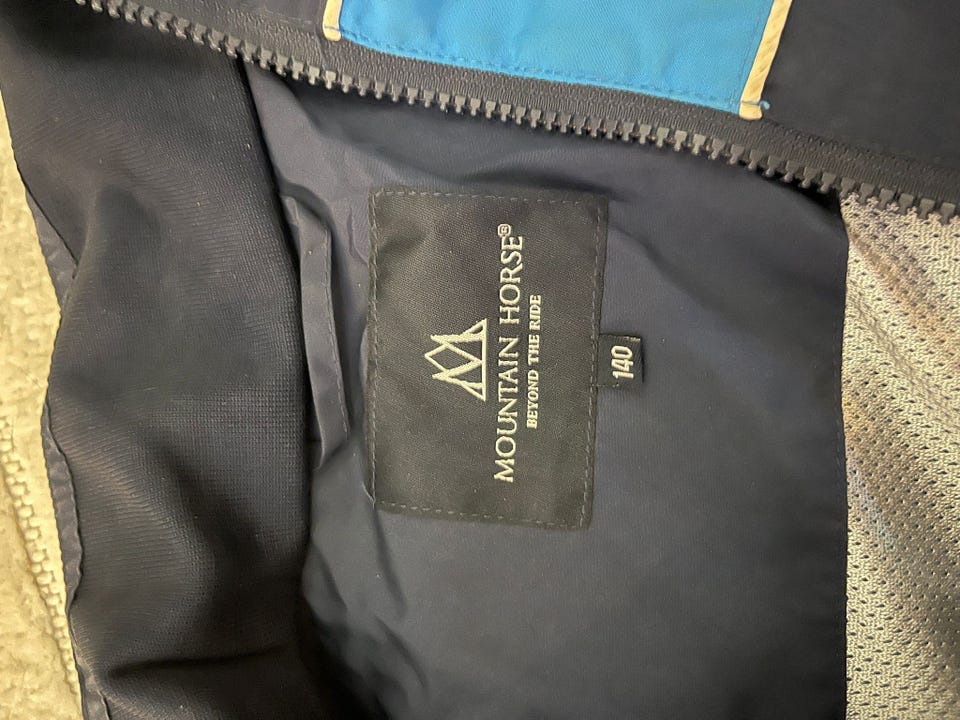 MOUNTAIN HORSE®
BEYOND THE RIDE
140